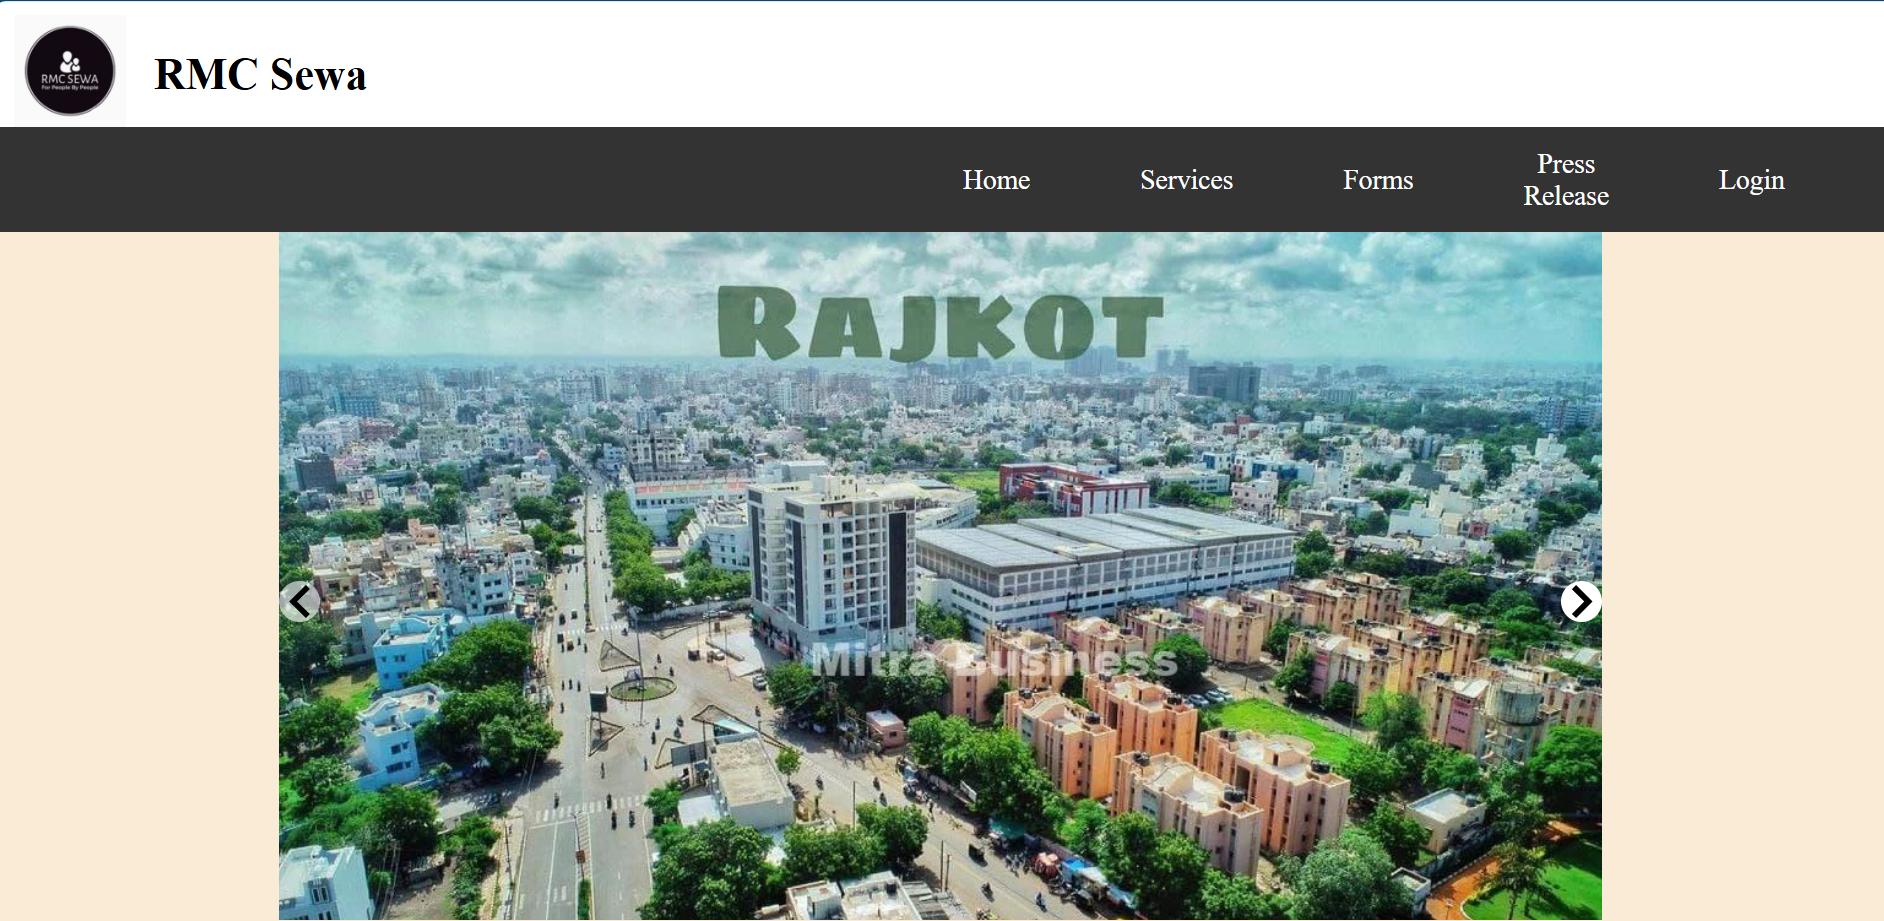 RMC SEWA
For People By People
RMC Sewa
Home
Services
Forms
Press
Release
Login
RAJKOT
Mitra Business